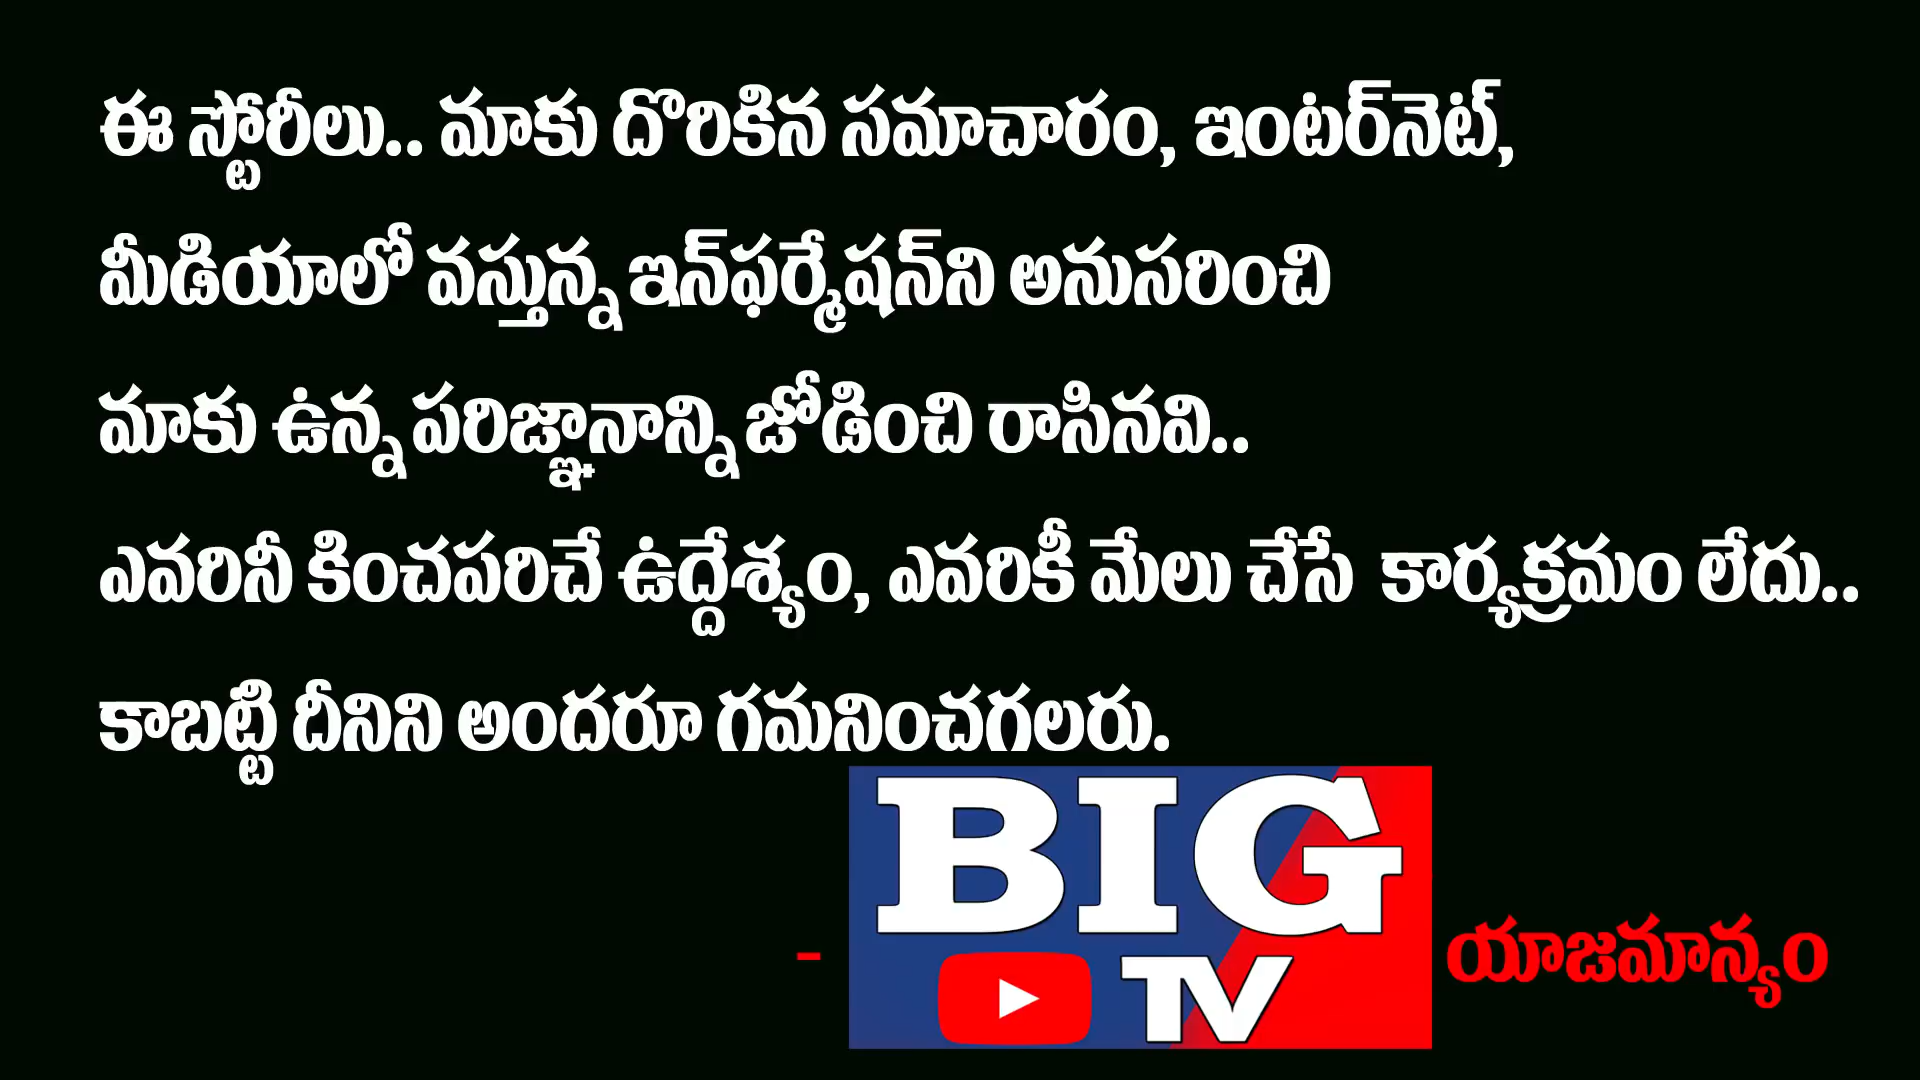 ఈ స్టోరీలు.. మాకు దొరికిన సమాచారం, ఇంటర్‌నెట్,
మీడియాలో వస్తున్న ఇన్‌ఫర్మేషన్‌ని అనుసరించి
మాకు ఉన్న పరిజ్ఞానాన్ని జోడించి రాసినవి..
ఎవరినీ కించపరిచే ఉద్దేశ్యం, ఎవరికీ మేలు చేసే కార్యక్రమం లేదు..
కాబట్టి దీనిని అందరూ గమనించగలరు.
BIG
- TV యాజమాన్యం